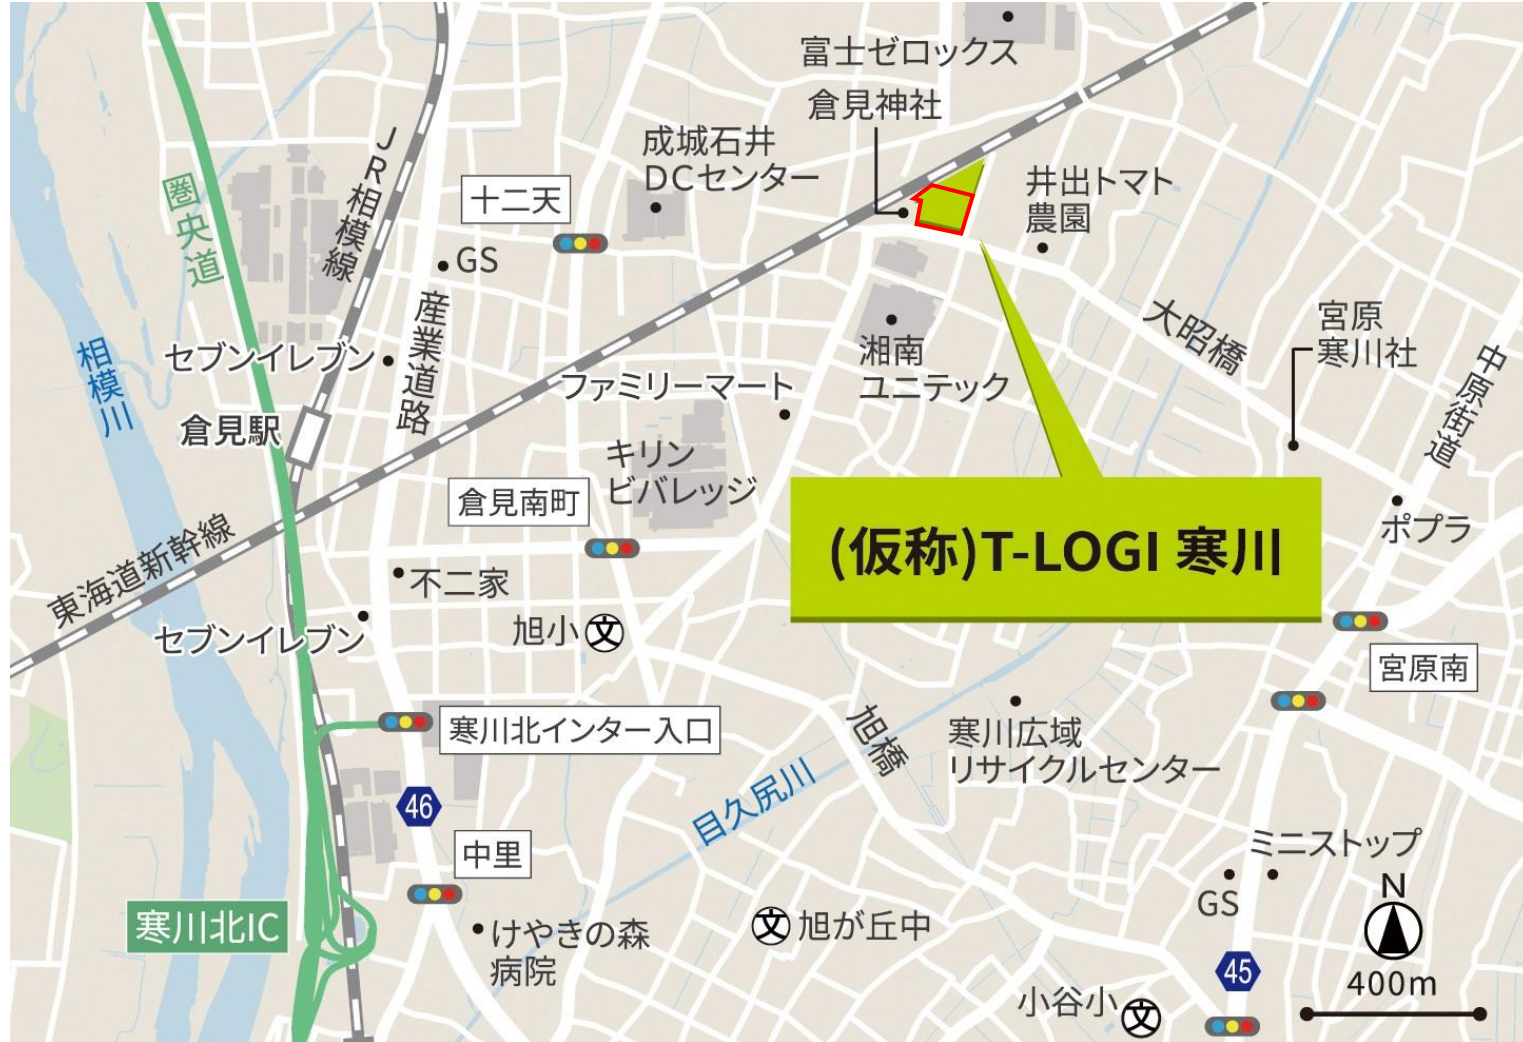 富士ゼロックス
倉見神社
成城石井
DCセンター
井出トマト
農園
JR相模線
圏央道
十二天
GS
産業道路
相模川
セブンイレブン
倉見駅
ファミリーマート
湘南
ユニテック
大昭橋
宮原
寒川社
中原街道
キリン
ビバレッジ
倉見南町
(仮称)T-LOGI 寒川
ポプラ
東海道新幹線
不二家
セブンイレブン
旭小
文
宮原南
寒川北インター入口
旭橋
寒川広域
リサイクルセンター
目久尻川
46
中里
ミニストップ
GS
N
寒川北IC
けやきの森
病院
文
旭が丘中
45
400m
小谷小
文